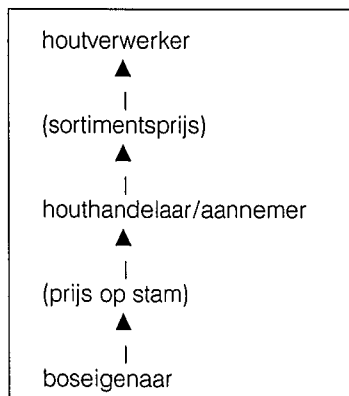 houtverwerker
(sortimentsprijs)
houthandelaar/aannemer
(prijs op stam)
boseigenaar